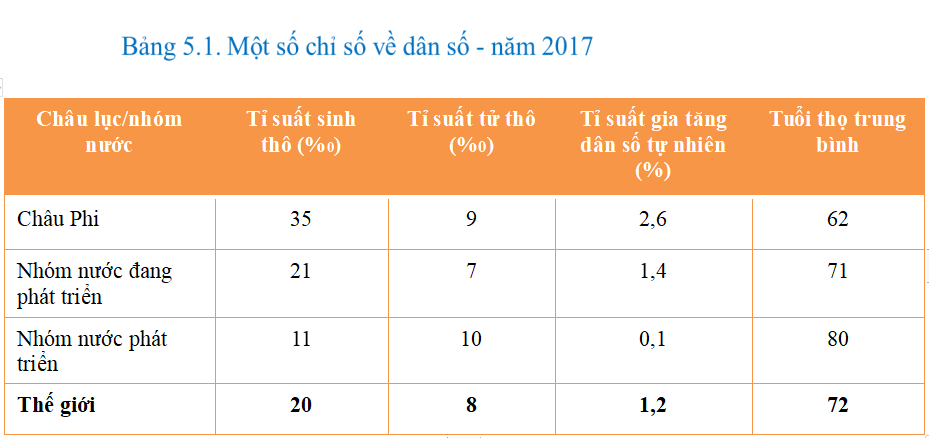 Bảng 5.1. Một số chỉ số về dân số - năm 2017
Châu lục/nhóm nước Tỉ suất sinh thô (‰) Tỉ suất tử thô (‰) Tỉ suất gia tăng dân số tự nhiên (%) Tuổi thọ trung bình
Châu Phi 35 9 2,6 62
Nhóm nước đang phát triển 21 7 1,4 71
Nhóm nước phát triển 11 10 0,1 80
Thế giới 20 8 1,2 72